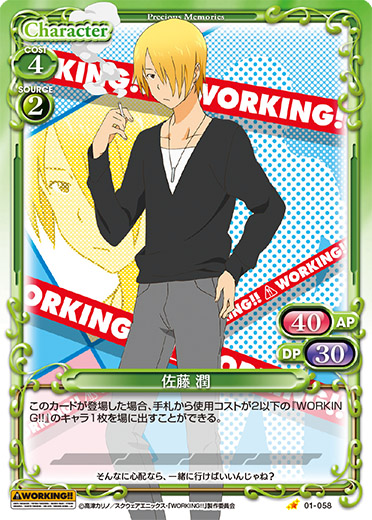 Precious Memories
Character
COST
4
SOURCE
2
KING!!
WORKING!!
ORKING!!
WORKING!!
WORKING!!
40 AP
DP 30
佐藤 潤
このカードが登場した場合、手札から使用コストが2以下の『WORKIN
G!!』のキャラ1枚を場に出すことができる。
そんなに心配なら、一緒に行けばいいんじゃね?
WORKING!!
01-058
©高津カリノ/スクウェアエニックス・「WORKING!!」製作委員会